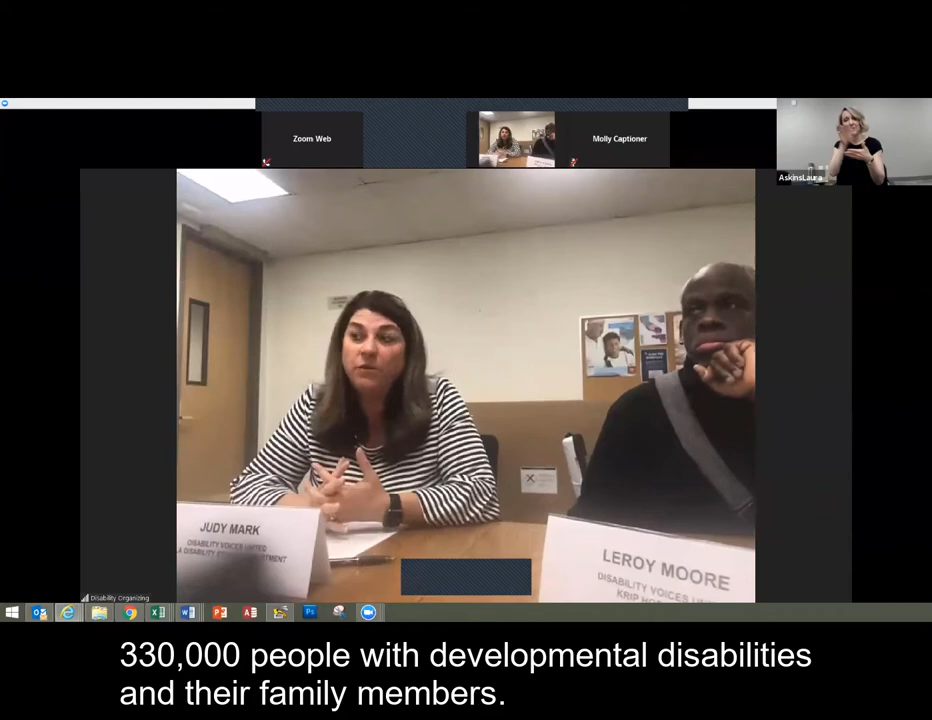 Zoom Web
Molly Captioner
AskinsLaura
JUDY MARK
DISABILITY VOICES UNITED
LEROY MOORE
DISABILITY VOICES
Disability Organizing
330,000 people with developmental disabilities
and their family members.